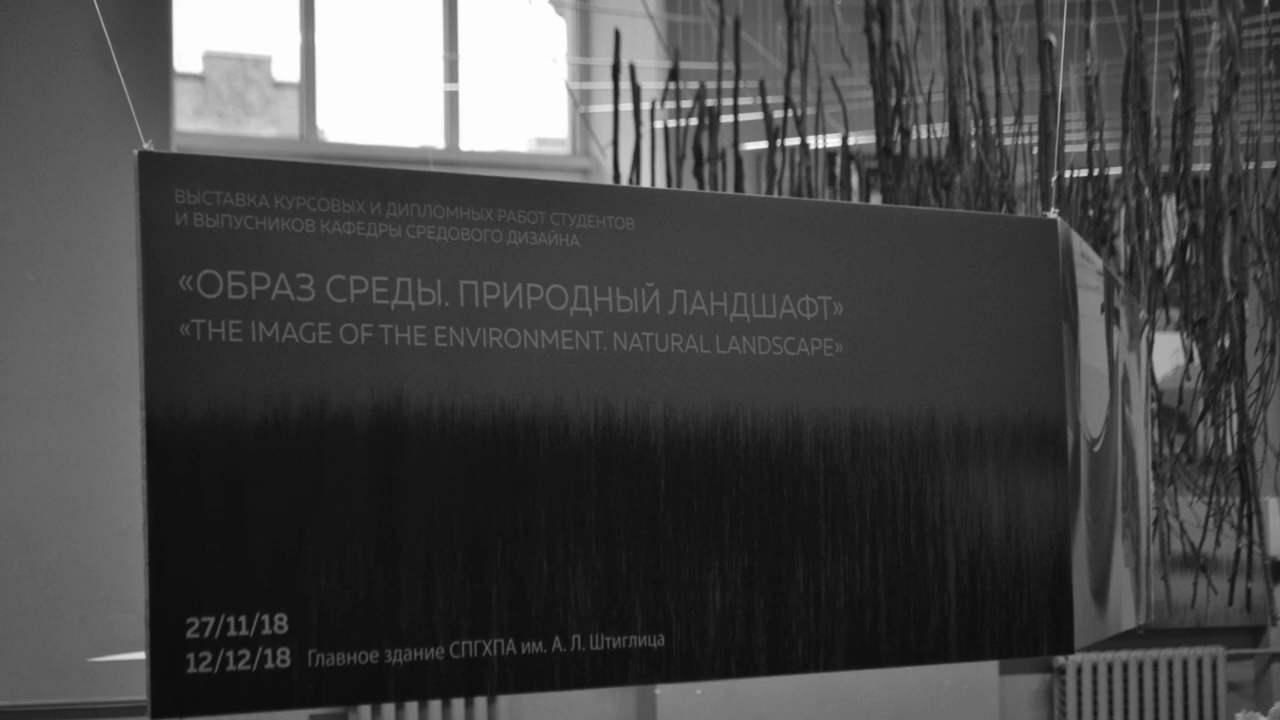 ВЫСТАВКА КУРСОВЫХ И ДИПЛОМНЫХ РАБОТ СТУДЕНТОВ
И ВЫПУСНИКОВ КАФЕДРЫ СРЕДОВОГО ДИЗАЙНА
«ОБРАЗ СРЕДЫ. ПРИРОДНЫЙ ЛАНДШАФТ»
«THE IMAGE OF THE ENVIRONMENT. NATURAL LANDSCAPE»
27/11/18
12/12/18 Главное здание СПГХПА им. А. Л. Штиглица